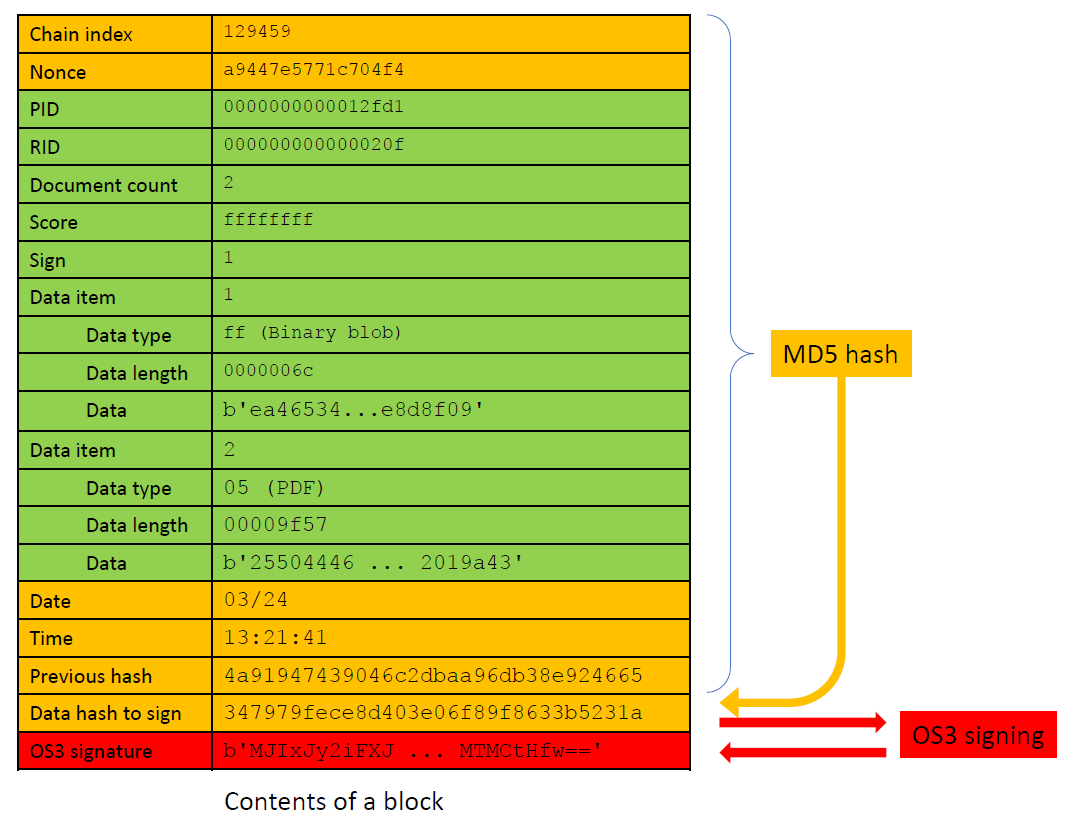 Chain index 129459
Nonce a9447e5771c704f4
PID 0000000000012fd1
RID 000000000000020f
Document count 2
Score ffffffff
Sign 1
Data item 1
Data type ff (Binary blob)
Data length 0000006c
Data b'ea46534...e8d8f09'
Data item 2
Data type 05 (PDF)
Data length 00009f57
Data b'25504446 ... 2019a43'
Date 03/24
Time 13:21:41
Previous hash 4a91947439046c2dbaa96db38e924665
Data hash to sign 347979fece8d403e06f89f8633b5231a
OS3 signature b'MJIxJy2iFXJ ... MTMCtHfw=='
MD5 hash
OS3 signing
Contents of a block